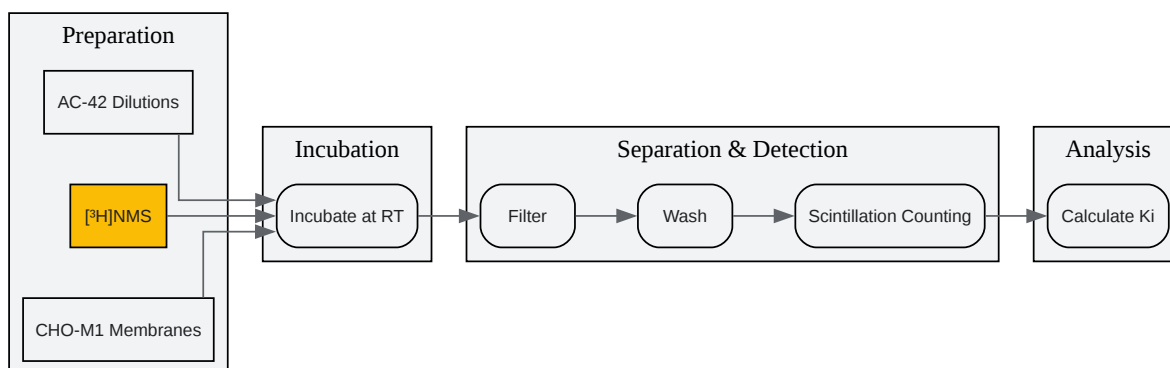 Preparation
AC-42 Dilutions
[³H]NMS
CHO-M1 Membranes
Incubation
Incubate at RT
Separation & Detection
Filter
Wash
Scintillation Counting
Analysis
Calculate Ki